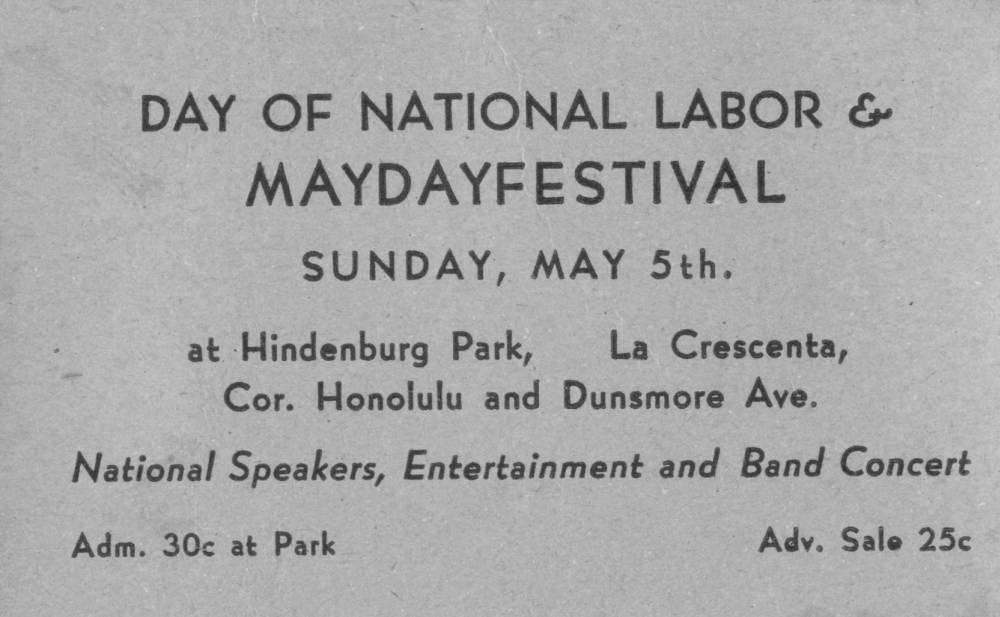 DAY OF NATIONAL LABOR &
MAYDAYFESTIVAL
SUNDAY, MAY 5th.
at Hindenburg Park, La Crescenta,
Cor. Honolulu and Dunsmore Ave.
National Speakers, Entertainment and Band Concert
Adm. 30c at Park Adv. Sale 25c